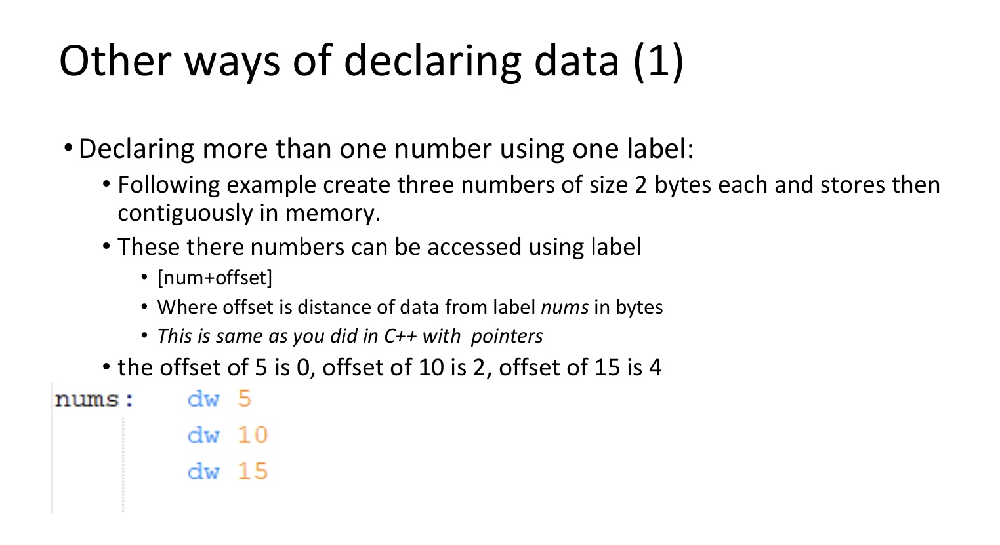 Other ways of declaring data (1)
• Declaring more than one number using one label:
• Following example create three numbers of size 2 bytes each and stores then
contiguously in memory.
• These there numbers can be accessed using label
• [num+offset]
• Where offset is distance of data from label nums in bytes
• This is same as you did in C++ with  pointers
• the offset of 5 is 0, offset of 10 is 2, offset of 15 is 4
nums: dw 5
dw 10
dw 15